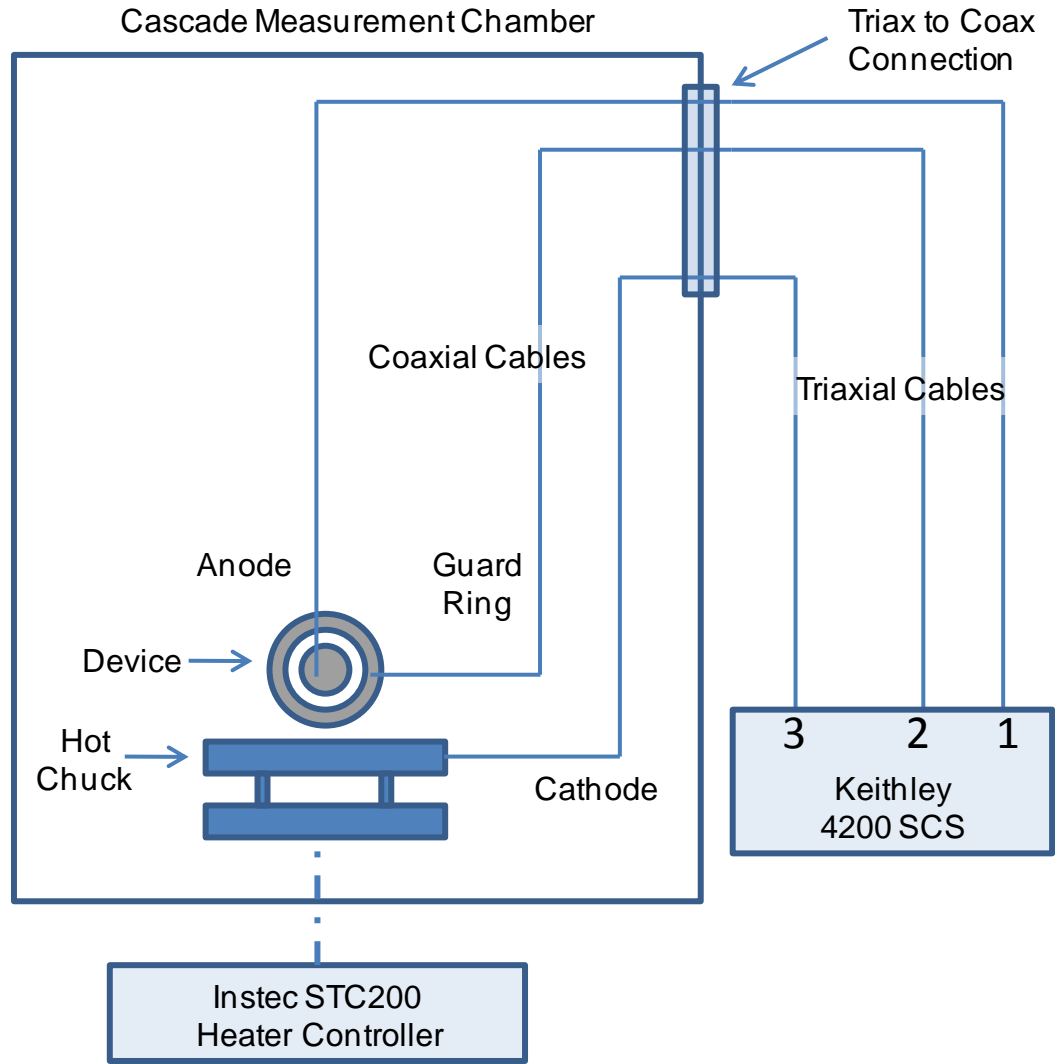 Cascade Measurement Chamber
Triax to Coax
Connection
Coaxial Cables
Triaxial Cables
Anode
Guard
Ring
Device
Hot
Chuck
Cathode
3 2 1
Keithley
4200 SCS
Instec STC200
Heater Controller